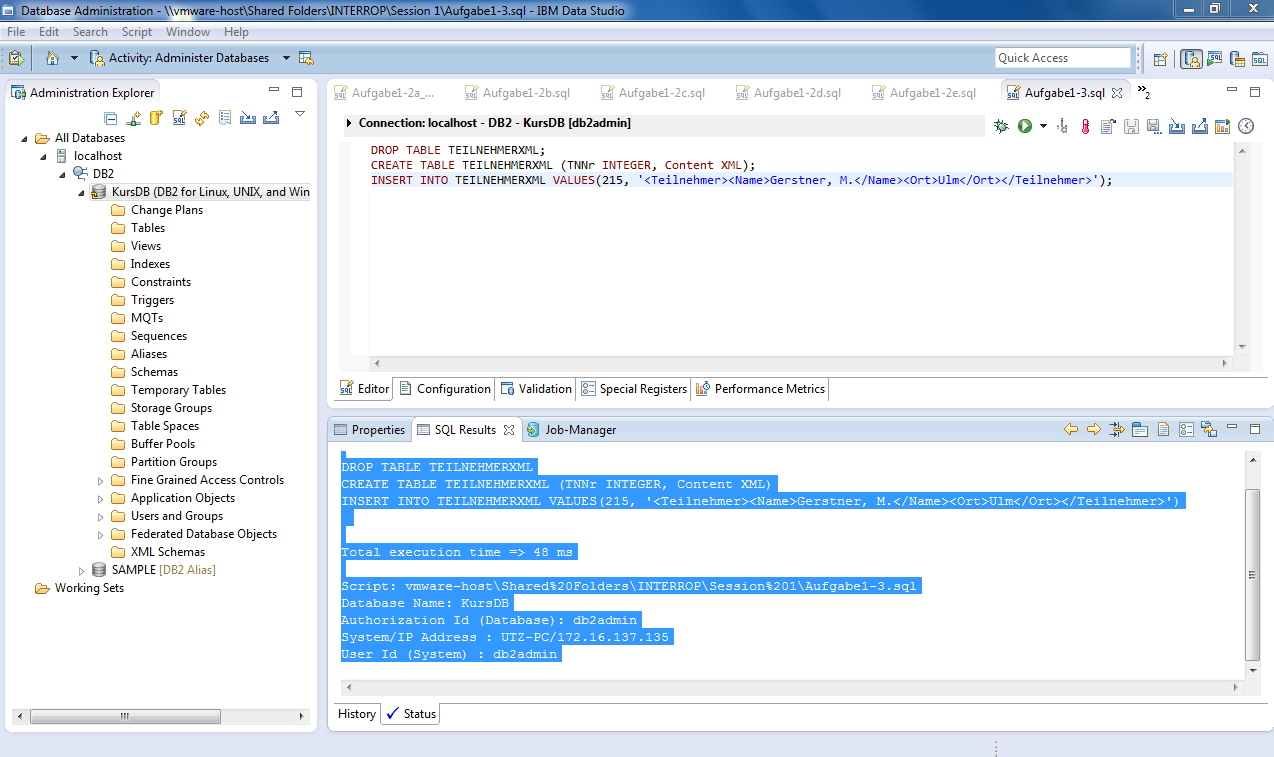 Database Administration - \\vmware-host\Shared Folders\INTERROP\Session 1\Aufgabe1-3.sql - IBM Data Studio
File Edit Search Script Window Help
Activity: Administer Databases
Quick Access
Administration Explorer
All Databases
localhost
DB2
KursDB (DB2 for Linux, UNIX, and Win
Change Plans
Tables
Views
Indexes
Constraints
Triggers
MQTs
Sequences
Aliases
Schemas
Temporary Tables
Storage Groups
Table Spaces
Buffer Pools
Partition Groups
Fine Grained Access Controls
Application Objects
Users and Groups
Federated Database Objects
XML Schemas
SAMPLE [DB2 Alias]
Working Sets
Aufgabe1-2a_... Aufgabe1-2b.sql Aufgabe1-2c.sql Aufgabe1-2d.sql Aufgabe1-2e.sql Aufgabe1-3.sql »2
Connection: localhost - DB2 - KursDB [db2admin]
DROP TABLE TEILNEHMERXML;
CREATE TABLE TEILNEHMERXML (TNNr INTEGER, Content XML);
INSERT INTO TEILNEHMERXML VALUES(215, '<Teilnehmer><Name>Gerstner, M.</Name><Ort>Ulm</Ort></Teilnehmer>');
Editor Configuration Validation Special Registers Performance Metrics
Properties SQL Results Job-Manager
DROP TABLE TEILNEHMERXML
CREATE TABLE TEILNEHMERXML (TNNr INTEGER, Content XML)
INSERT INTO TEILNEHMERXML VALUES(215, '<Teilnehmer><Name>Gerstner, M.</Name><Ort>Ulm</Ort></Teilnehmer>')
Total execution time => 48 ms
Script: vmware-host\Shared%20Folders\INTERROP\Session%201\Aufgabe1-3.sql
Database Name: KursDB
Authorization Id (Database): db2admin
System/IP Address : UTZ-PC/172.16.137.135
User Id (System) : db2admin
History Status